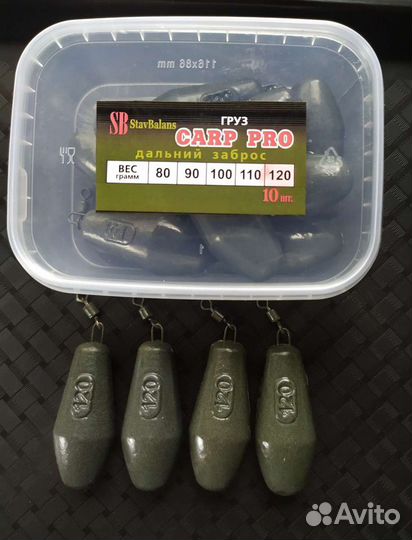 116x86 mm
SB StavBalans
ГРУЗ
CARP PRO
дальний заброс
ВЕС грамм 80 90 100 110 120
10 шт.
120 120 120 120
Avito